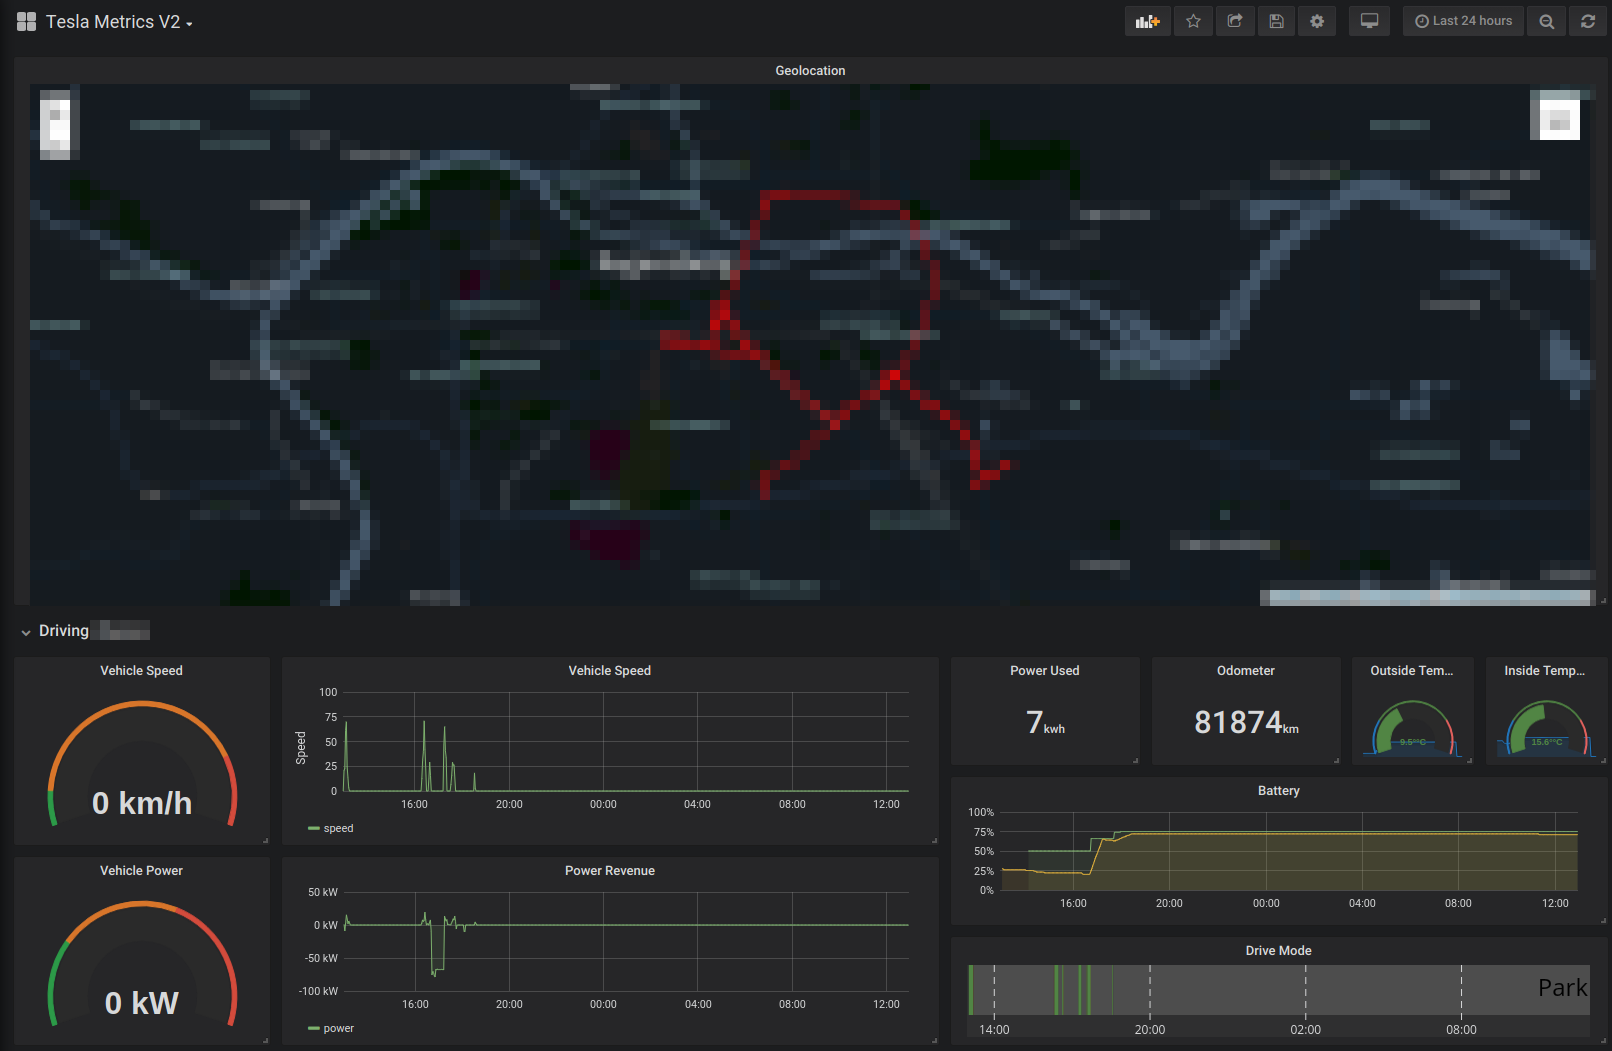 Tesla Metrics V2
Last 24 hours
Geolocation
Driving
Vehicle Speed
0 km/h
Vehicle Speed
100
75
50
25
0
Speed
16:00 20:00 00:00 04:00 08:00 12:00
speed
Power Used
7kwh
Odometer
81874km
Outside Tem...
9.5°C
Inside Temp...
15.6°C
Battery
100%
75%
50%
25%
0%
16:00 20:00 00:00 04:00 08:00 12:00
Vehicle Power
0 kW
Power Revenue
50 kW
0 kW
-50 kW
-100 kW
16:00 20:00 00:00 04:00 08:00 12:00
power
Drive Mode
Park
14:00 20:00 02:00 08:00